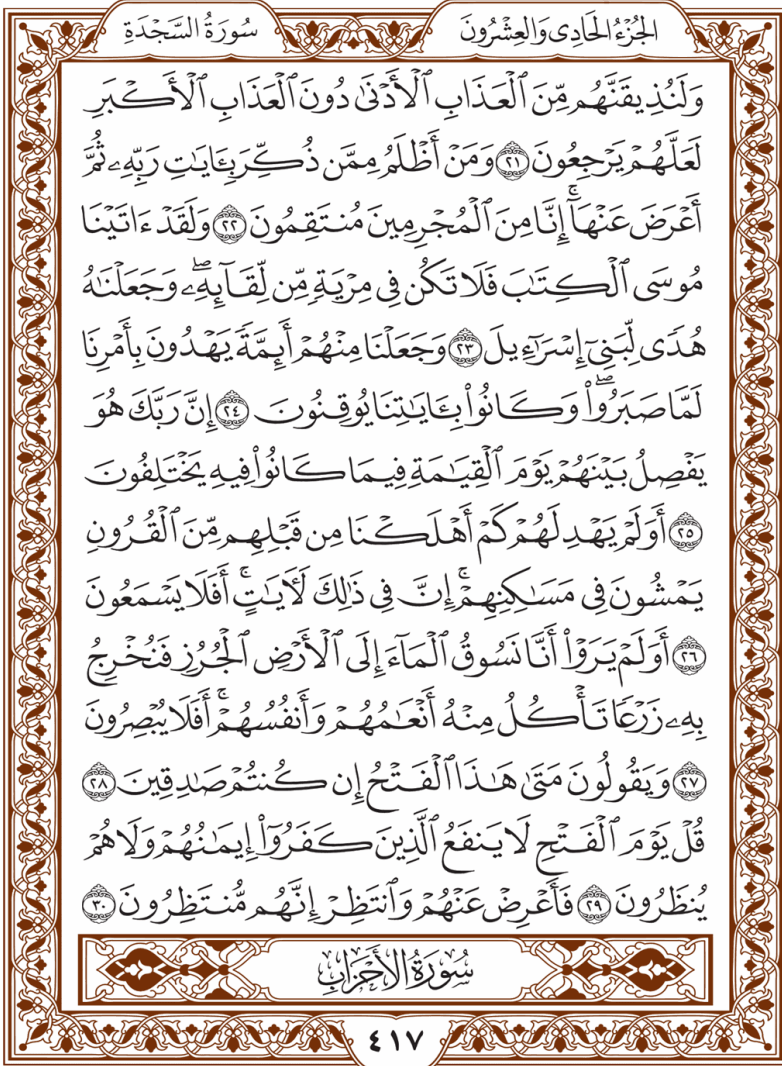 الجُزْءُ الحَادِى وَالعِشْرُونَ
سُورَةُ السَّجْدَةِ
وَلَنُذِيقَنَّهُم مِّنَ ٱلْعَذَابِ ٱلْأَدْنَىٰ دُونَ ٱلْعَذَابِ ٱلْأَكْبَرِ
لَعَلَّهُمْ يَرْجِعُونَ ٢١ وَمَنْ أَظْلَمُ مِمَّن ذُكِّرَ بِـَٔايَٰتِ رَبِّهِۦ ثُمَّ
أَعْرَضَ عَنْهَآ ۚ إِنَّا مِنَ ٱلْمُجْرِمِينَ مُنتَقِمُونَ ٢٢ وَلَقَدْ ءَاتَيْنَا
مُوسَى ٱلْكِتَٰبَ فَلَا تَكُن فِى مِرْيَةٍ مِّن لِّقَآئِهِۦ ۖ وَجَعَلْنَٰهُ
هُدًى لِّبَنِىٓ إِسْرَٰٓءِيلَ ٢٣ وَجَعَلْنَا مِنْهُمْ أَئِمَّةً يَهْدُونَ بِأَمْرِنَا
لَمَّا صَبَرُوا۟ ۖ وَكَانُوا۟ بِـَٔايَٰتِنَا يُوقِنُونَ ٢٤ إِنَّ رَبَّكَ هُوَ
يَفْصِلُ بَيْنَهُمْ يَوْمَ ٱلْقِيَٰمَةِ فِيمَا كَانُوا۟ فِيهِ يَخْتَلِفُونَ
٢٥ أَوَلَمْ يَهْدِ لَهُمْ كَمْ أَهْلَكْنَا مِن قَبْلِهِم مِّنَ ٱلْقُرُونِ
يَمْشُونَ فِى مَسَٰكِنِهِمْ ۚ إِنَّ فِى ذَٰلِكَ لَـَٔايَٰتٍ ۖ أَفَلَا يَسْمَعُونَ
٢٦ أَوَلَمْ يَرَوْا۟ أَنَّا نَسُوقُ ٱلْمَآءَ إِلَى ٱلْأَرْضِ ٱلْجُرُزِ فَنُخْرِجُ
بِهِۦ زَرْعًا تَأْكُلُ مِنْهُ أَنْعَٰمُهُمْ وَأَنفُسُهُمْ ۚ أَفَلَا يُبْصِرُونَ
٢٧ وَيَقُولُونَ مَتَىٰ هَٰذَا ٱلْفَتْحُ إِن كُنتُمْ صَٰدِقِينَ ٢٨
قُلْ يَوْمَ ٱلْفَتْحِ لَا يَنفَعُ ٱلَّذِينَ كَفَرُوٓا۟ إِيمَٰنُهُمْ وَلَا هُمْ
يُنظَرُونَ ٢٩ فَأَعْرِضْ عَنْهُمْ وَٱنتَظِرْ إِنَّهُم مُّنتَظِرُونَ ٣٠
سُورَةُ الأَحْزَابِ
٤١٧